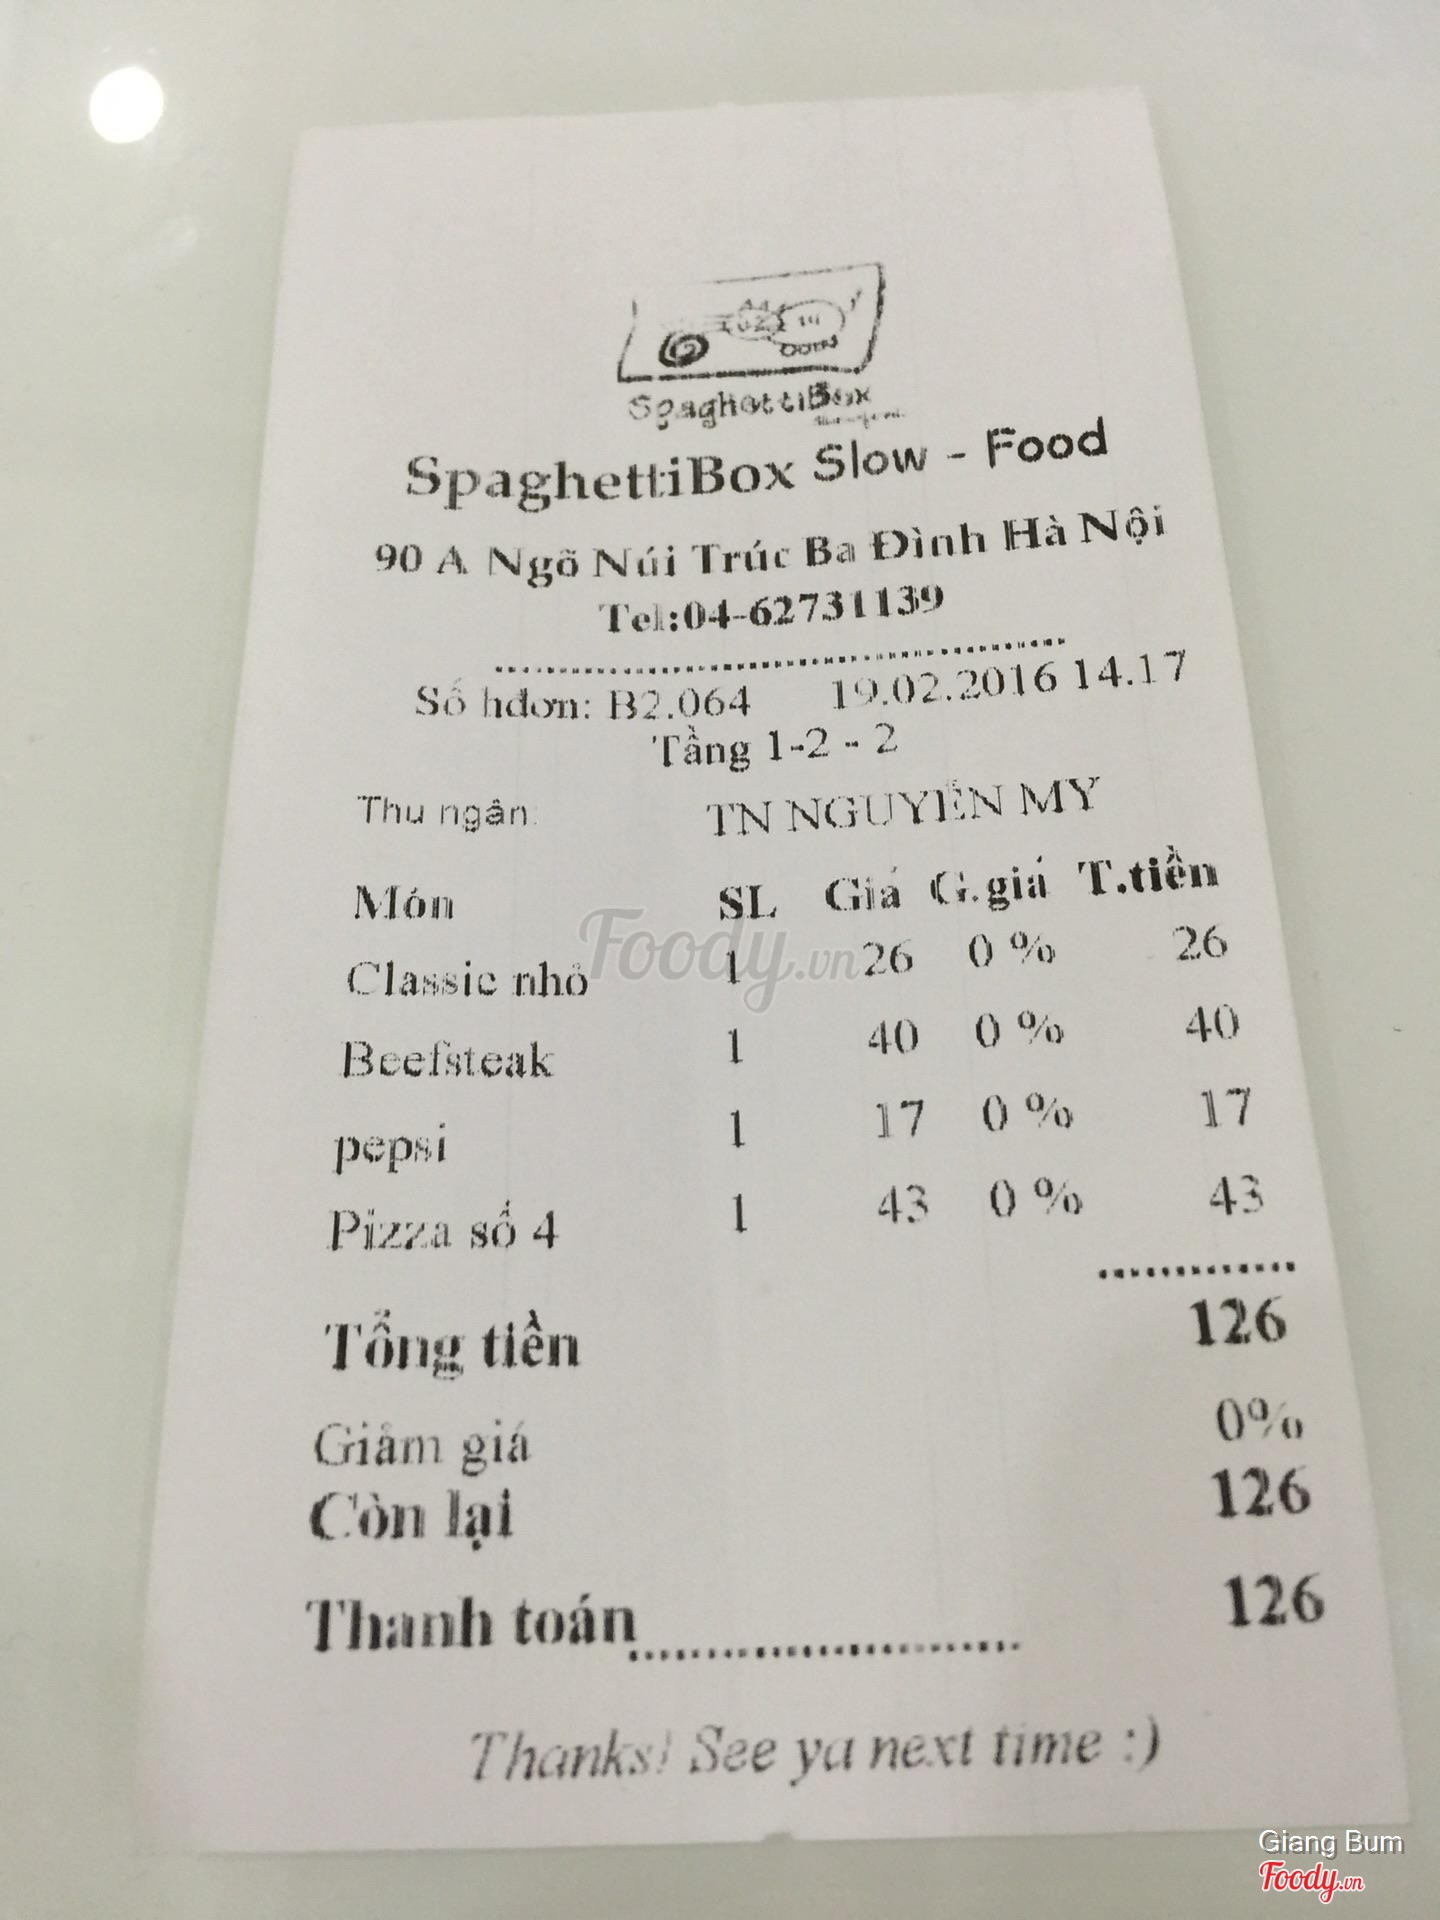 SpaghettiBox
SpaghettiBox Slow - Food
90 A Ngõ Núi Trúc Ba Đình Hà Nội
Tel:04-62731139
Số hđơn: B2.064 19.02.2016 14.17
Tầng 1-2 - 2
Thu ngân: TN NGUYỄN MY
Món SL Giá G.giá T.tiền
Classic nhỏ 1 26 0 % 26
Beefsteak 1 40 0 % 40
pepsi 1 17 0 % 17
Pizza số 4 1 43 0 % 43
Tổng tiền 126
Giảm giá 0%
Còn lại 126
Thanh toán 126
Thanks! See ya next time :)
Foody.vn
Giang Bum
Foody.vn